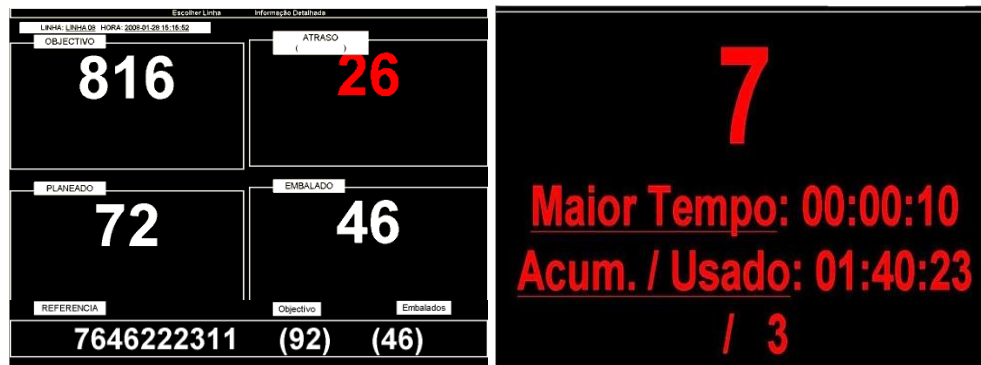 Escolher Linha Informação Detalhada
LINHA: LINHA 08 HORA: 2009-01-28 15:15:52
OBJECTIVO
816
ATRASO
( )
26
PLANEADO
72
EMBALADO
46
REFERENCIA Objectivo Embalados
7646222311 (92) (46)
7
Maior Tempo: 00:00:10
Acum. / Usado: 01:40:23
/ 3